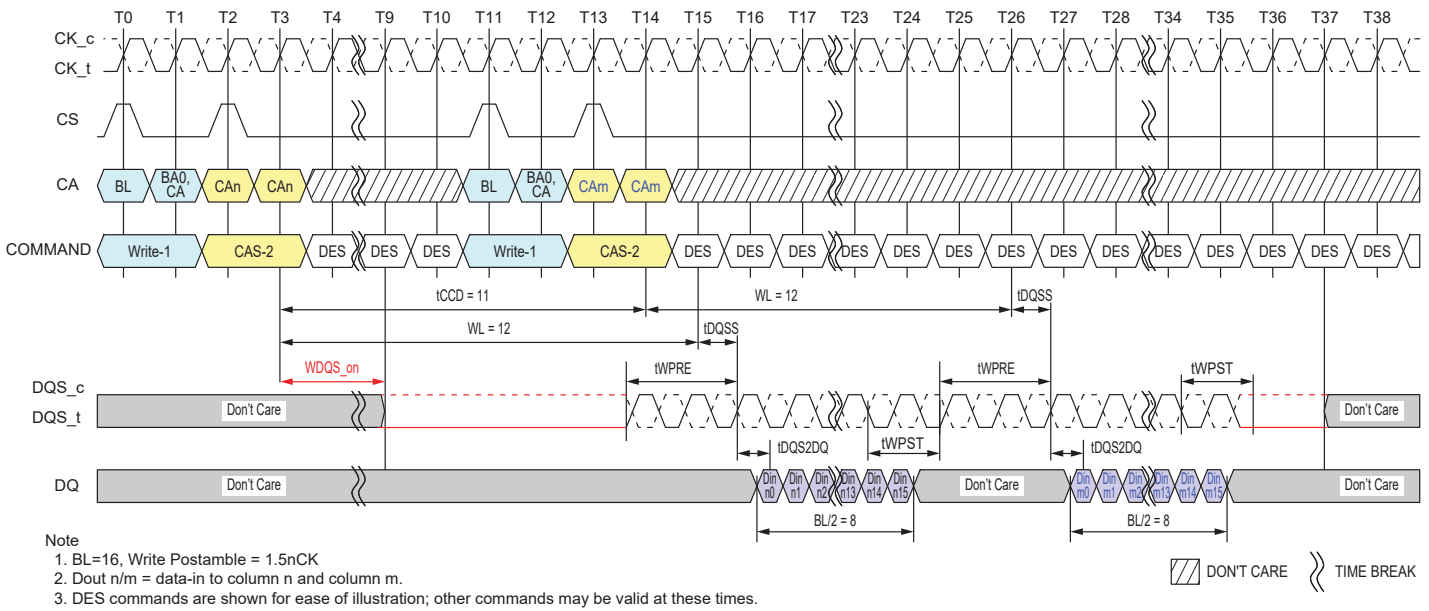 T0 T1 T2 T3 T4 T9 T10 T11 T12 T13 T14 T15 T16 T17 T23 T24 T25 T26 T27 T28 T34 T35 T36 T37 T38
CK_c
CK_t
CS
CA BL BA0, CA CAn CAn BL BA0, CA CAm CAm
COMMAND Write-1 CAS-2 DES DES DES Write-1 CAS-2 DES DES DES DES DES DES DES DES DES DES DES DES DES DES
tCCD = 11 WL = 12 tDQSS
WL = 12 tDQSS
WDQS_on tWPRE tWPRE tWPST
DQS_c
DQS_t Don't Care Don't Care
tDQS2DQ tWPST tDQS2DQ
DQ Don't Care Din n0 Din n1 Din n2 Din n13 Din n14 Din n15 Don't Care Din m0 Din m1 Din m2 Din m13 Din m14 Din m15 Don't Care
BL/2 = 8 BL/2 = 8
Note
1. BL=16, Write Postamble = 1.5nCK
2. Dout n/m = data-in to column n and column m.
3. DES commands are shown for ease of illustration; other commands may be valid at these times.
DON'T CARE TIME BREAK